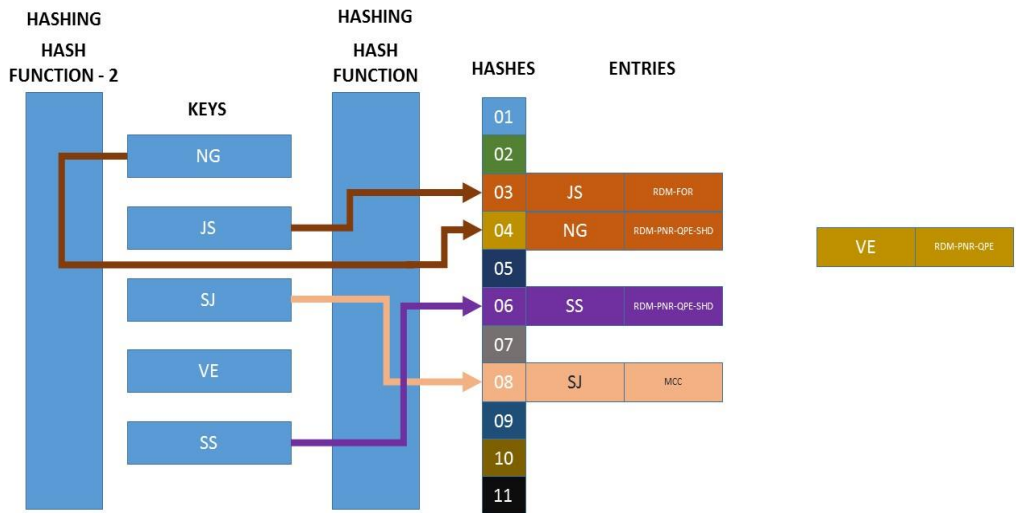 HASHING
HASH
FUNCTION - 2
KEYS
NG
JS
SJ
VE
SS
HASHING
HASH
FUNCTION
HASHES
ENTRIES
01
02
03 JS RDM-FOR
04 NG RDM-PNR-QPE-SHD
05
06 SS RDM-PNR-QPE-SHD
07
08 SJ MCC
09
10
11
VE RDM-PNR-QPE